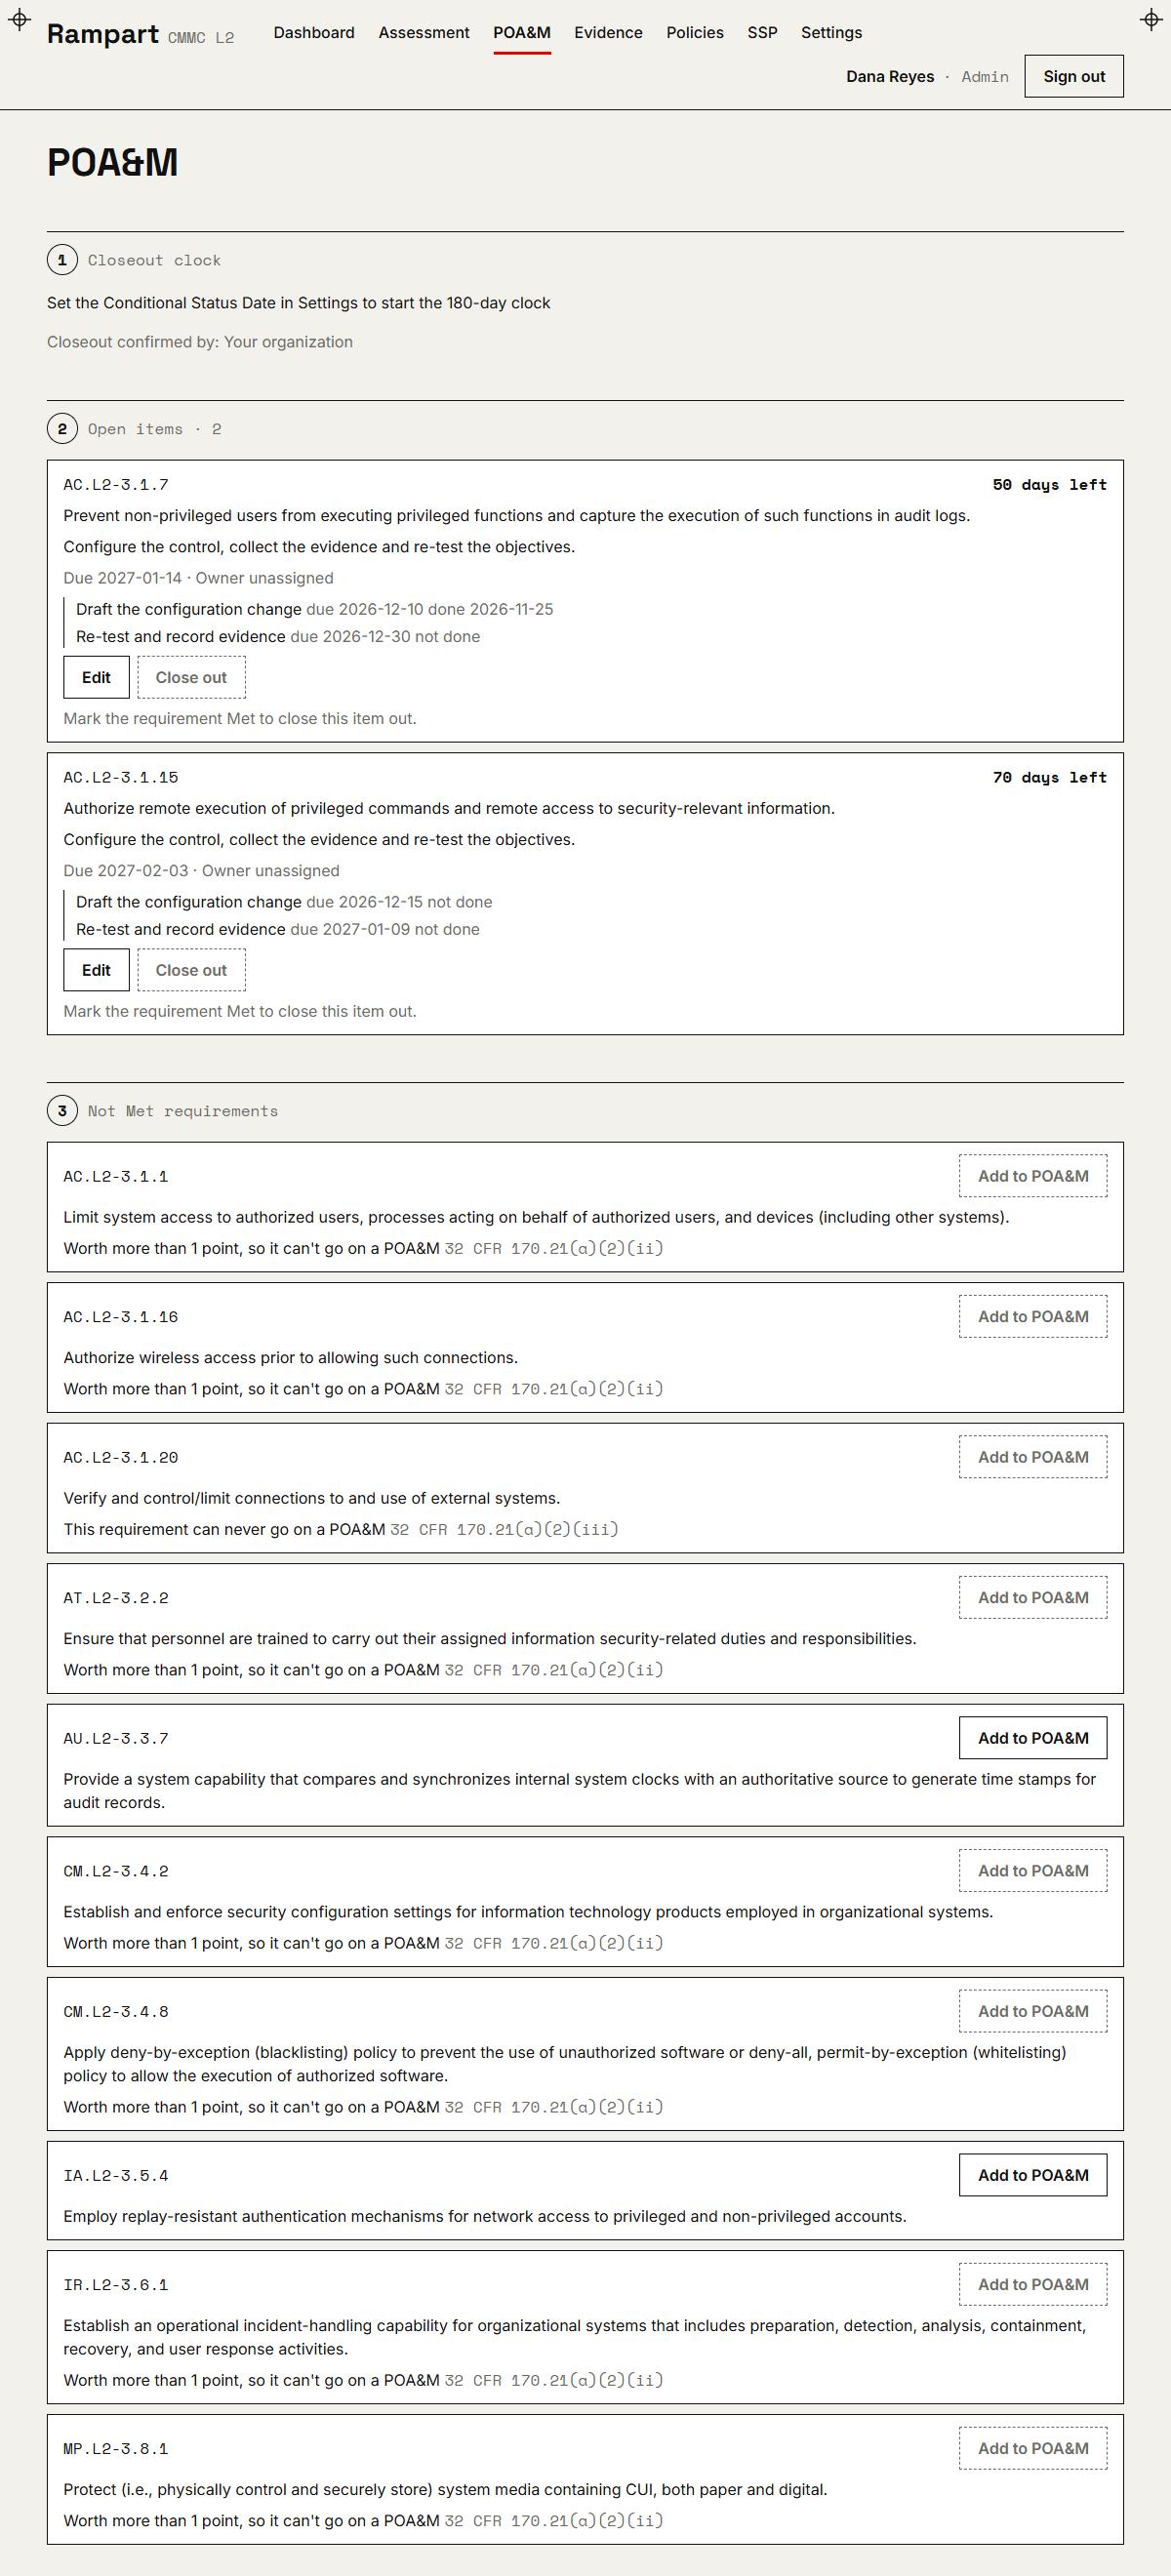 Rampart CMMC L2 Dashboard Assessment POA&M Evidence Policies SSP Settings
Dana Reyes · Admin Sign out
POA&M
1 Closeout clock
Set the Conditional Status Date in Settings to start the 180-day clock
Closeout confirmed by: Your organization
2 Open items · 2
AC.L2-3.1.7 50 days left
Prevent non-privileged users from executing privileged functions and capture the execution of such functions in audit logs.
Configure the control, collect the evidence and re-test the objectives.
Due 2027-01-14 · Owner unassigned
Draft the configuration change due 2026-12-10 done 2026-11-25
Re-test and record evidence due 2026-12-30 not done
Edit Close out
Mark the requirement Met to close this item out.
AC.L2-3.1.15 70 days left
Authorize remote execution of privileged commands and remote access to security-relevant information.
Configure the control, collect the evidence and re-test the objectives.
Due 2027-02-03 · Owner unassigned
Draft the configuration change due 2026-12-15 not done
Re-test and record evidence due 2027-01-09 not done
Edit Close out
Mark the requirement Met to close this item out.
3 Not Met requirements
AC.L2-3.1.1 Add to POA&M
Limit system access to authorized users, processes acting on behalf of authorized users, and devices (including other systems).
Worth more than 1 point, so it can't go on a POA&M 32 CFR 170.21(a)(2)(ii)
AC.L2-3.1.16 Add to POA&M
Authorize wireless access prior to allowing such connections.
Worth more than 1 point, so it can't go on a POA&M 32 CFR 170.21(a)(2)(ii)
AC.L2-3.1.20 Add to POA&M
Verify and control/limit connections to and use of external systems.
This requirement can never go on a POA&M 32 CFR 170.21(a)(2)(iii)
AT.L2-3.2.2 Add to POA&M
Ensure that personnel are trained to carry out their assigned information security-related duties and responsibilities.
Worth more than 1 point, so it can't go on a POA&M 32 CFR 170.21(a)(2)(ii)
AU.L2-3.3.7 Add to POA&M
Provide a system capability that compares and synchronizes internal system clocks with an authoritative source to generate time stamps for
audit records.
CM.L2-3.4.2 Add to POA&M
Establish and enforce security configuration settings for information technology products employed in organizational systems.
Worth more than 1 point, so it can't go on a POA&M 32 CFR 170.21(a)(2)(ii)
CM.L2-3.4.8 Add to POA&M
Apply deny-by-exception (blacklisting) policy to prevent the use of unauthorized software or deny-all, permit-by-exception (whitelisting)
policy to allow the execution of authorized software.
Worth more than 1 point, so it can't go on a POA&M 32 CFR 170.21(a)(2)(ii)
IA.L2-3.5.4 Add to POA&M
Employ replay-resistant authentication mechanisms for network access to privileged and non-privileged accounts.
IR.L2-3.6.1 Add to POA&M
Establish an operational incident-handling capability for organizational systems that includes preparation, detection, analysis, containment,
recovery, and user response activities.
Worth more than 1 point, so it can't go on a POA&M 32 CFR 170.21(a)(2)(ii)
MP.L2-3.8.1 Add to POA&M
Protect (i.e., physically control and securely store) system media containing CUI, both paper and digital.
Worth more than 1 point, so it can't go on a POA&M 32 CFR 170.21(a)(2)(ii)